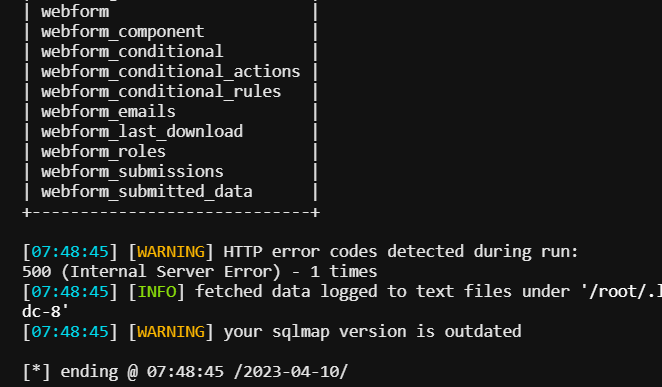 | webform |
| webform_component |
| webform_conditional |
| webform_conditional_actions |
| webform_conditional_rules |
| webform_emails |
| webform_last_download |
| webform_roles |
| webform_submissions |
| webform_submitted_data |
+-----------------------------+
[07:48:45] [WARNING] HTTP error codes detected during run:
500 (Internal Server Error) - 1 times
[07:48:45] [INFO] fetched data logged to text files under '/root/.l
dc-8'
[07:48:45] [WARNING] your sqlmap version is outdated
[*] ending @ 07:48:45 /2023-04-10/